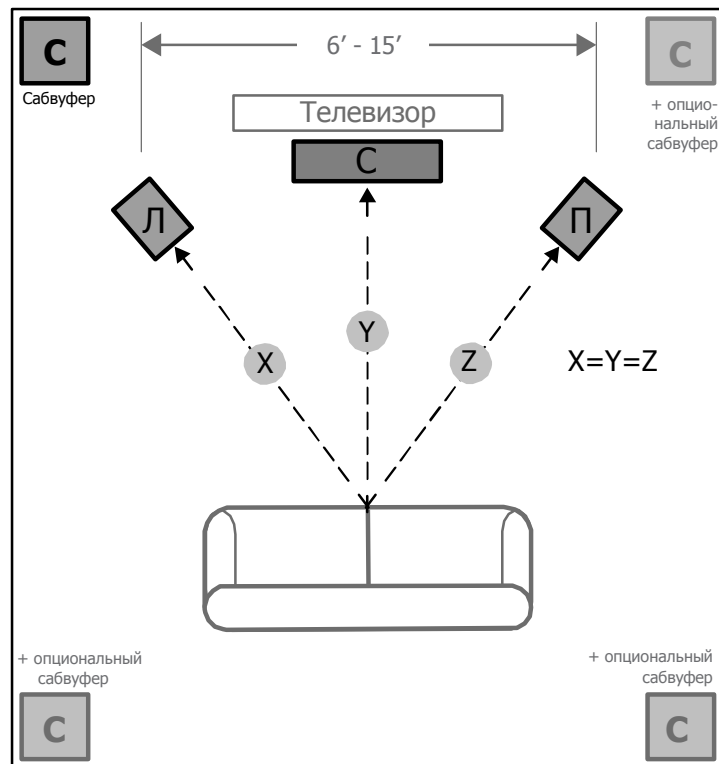 С
6′ - 15′
С
Сабвуфер
+ опцио-
нальный
сабвуфер
Телевизор
С
Л
П
Y
X
Z
X=Y=Z
+ опциональный
сабвуфер
+ опциональный
сабвуфер
С
С